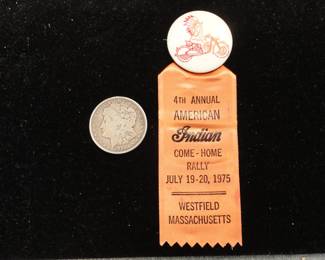 4TH ANNUAL
AMERICAN
Indian
COME-HOME
RALLY
JULY 19-20, 1975
WESTFIELD
MASSACHUSETTS